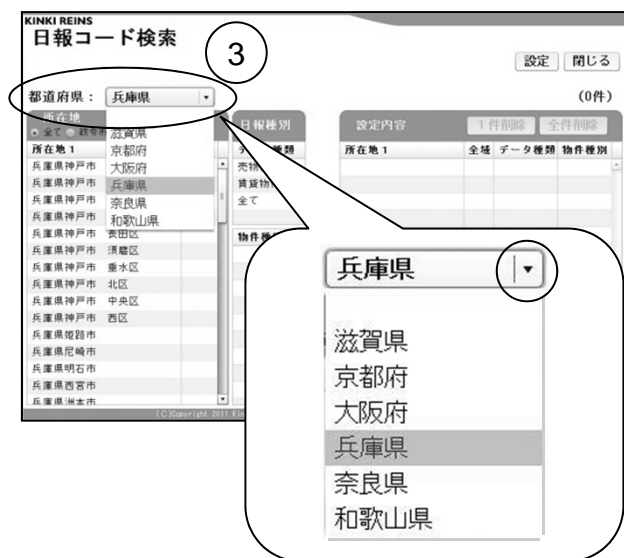 KINKI REINS
日報コード検索
3
設定 閉じる
都道府県： 兵庫県
(0件)
所在地
日報種別
設定内容 1件削除 全件削除
全て
所在地1
所在地1 全域 データ種類 物件種別
滋賀県
京都府
大阪府
兵庫県
奈良県
和歌山県
兵庫県神戸市
兵庫県神戸市
兵庫県神戸市
兵庫県神戸市
兵庫県神戸市 長田区
兵庫県神戸市 須磨区
兵庫県神戸市 垂水区
兵庫県神戸市 北区
兵庫県神戸市 中央区
兵庫県神戸市 西区
兵庫県姫路市
兵庫県尼崎市
兵庫県明石市
兵庫県西宮市
兵庫県洲本市
全て
(C)Copyright 2011
兵庫県
滋賀県
京都府
大阪府
兵庫県
奈良県
和歌山県